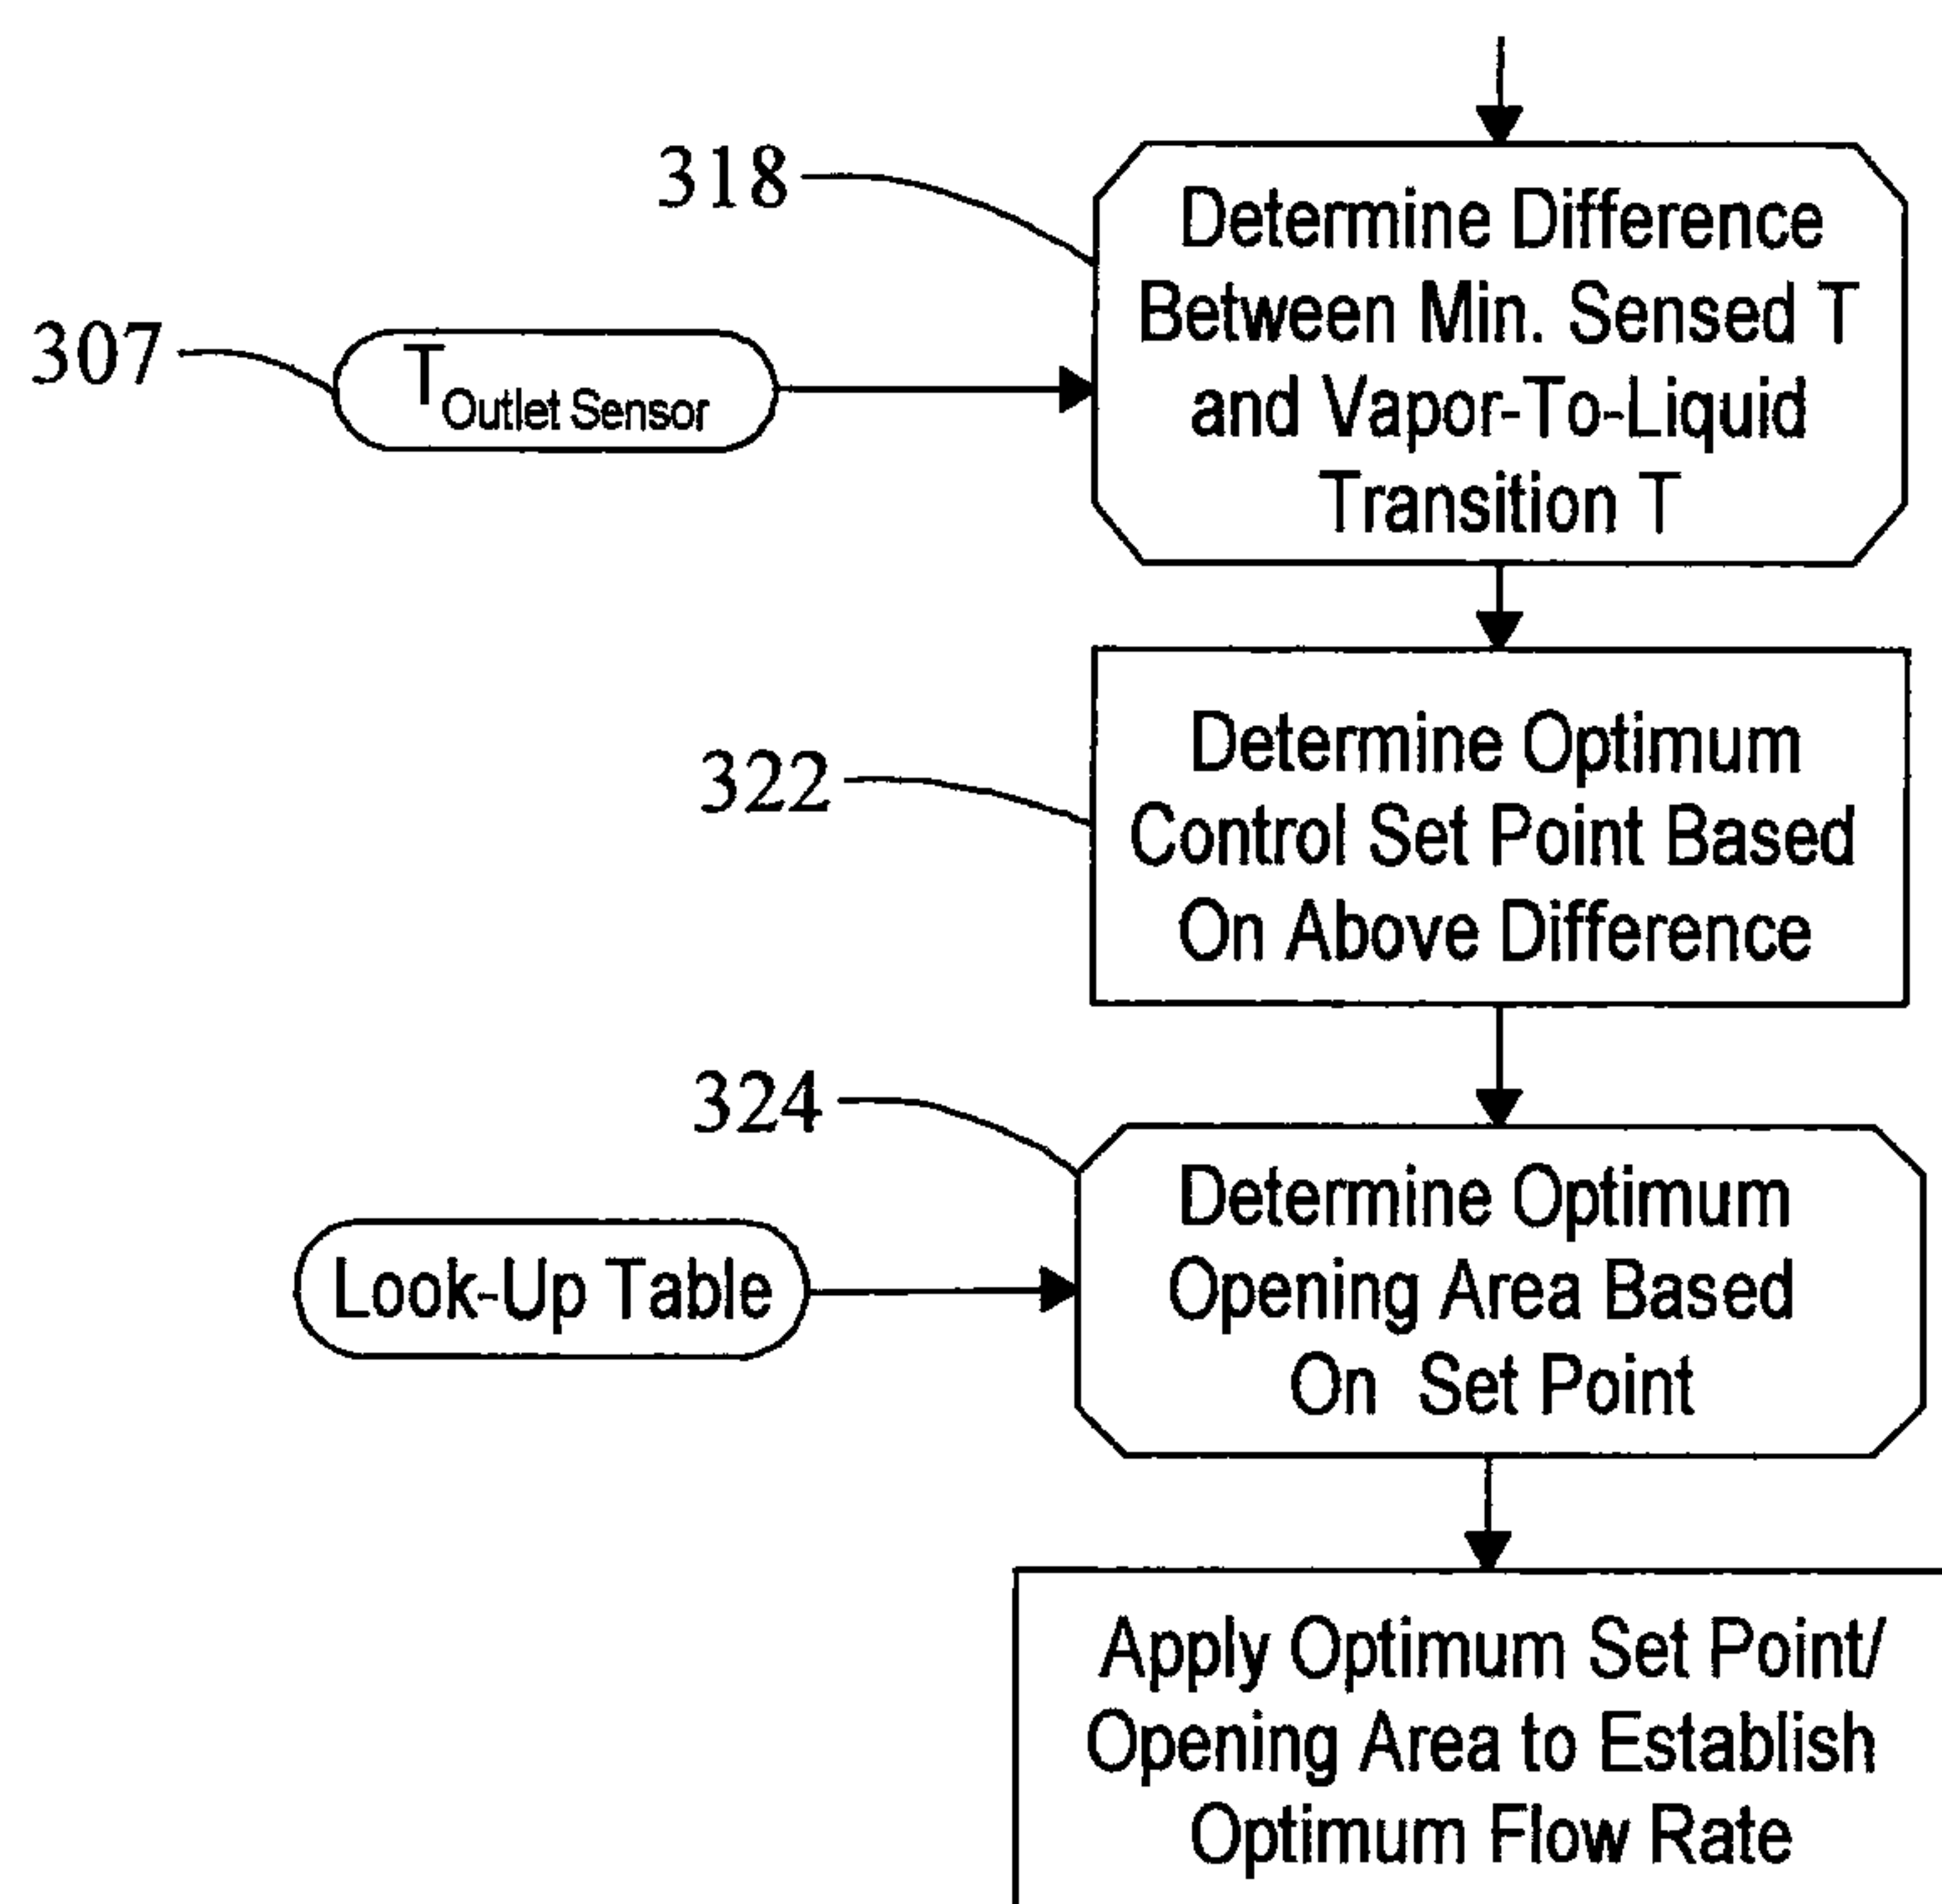 318
Determine Difference
Between Min. Sensed T
and Vapor-To-Liquid
Transition T
307
T Outlet Sensor
322
Determine Optimum
Control Set Point Based
On Above Difference
324
Determine Optimum
Opening Area Based
On Set Point
Look-Up Table
Apply Optimum Set Point/
Opening Area to Establish
Optimum Flow Rate